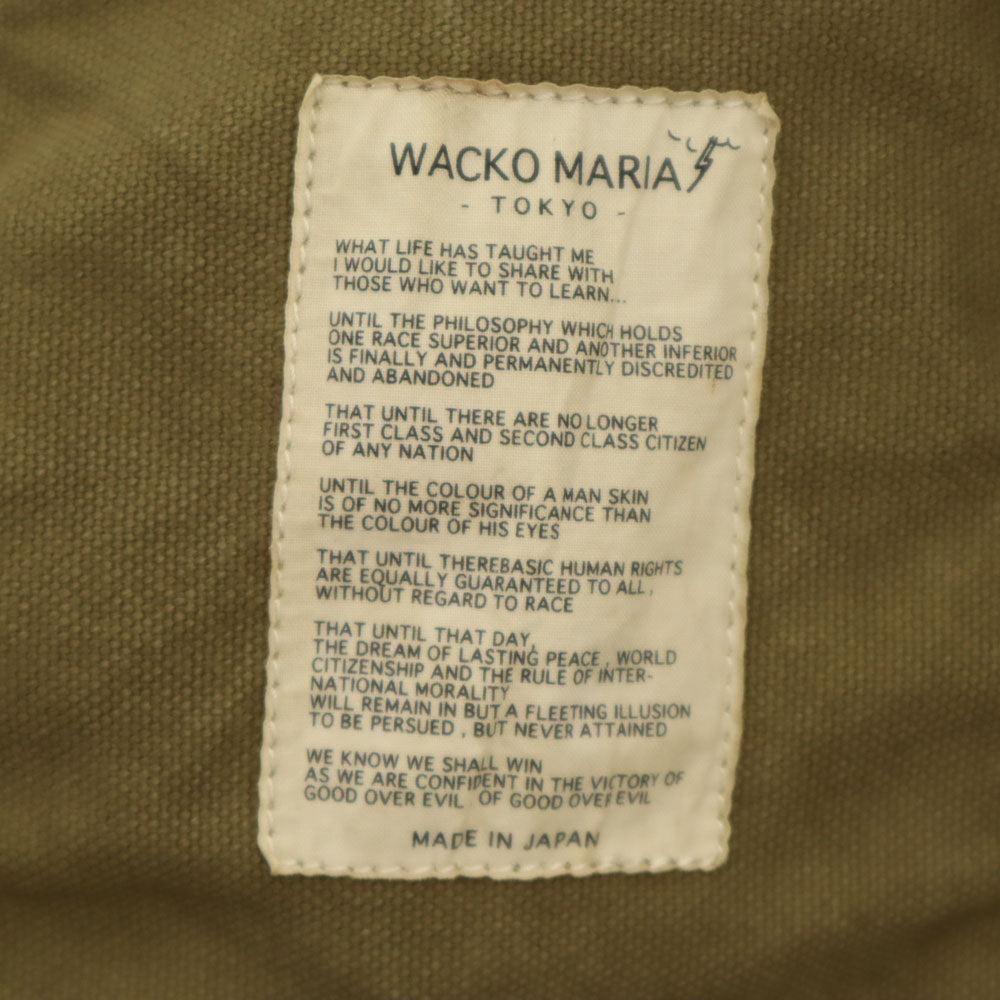 WACKO MARIA
- TOKYO -
WHAT LIFE HAS TAUGHT ME
I WOULD LIKE TO SHARE WITH
THOSE WHO WANT TO LEARN...
UNTIL THE PHILOSOPHY WHICH HOLDS
ONE RACE SUPERIOR AND ANOTHER INFERIOR
IS FINALLY AND PERMANENTLY DISCREDITED
AND ABANDONED
THAT UNTIL THERE ARE NO LONGER
FIRST CLASS AND SECOND CLASS CITIZEN
OF ANY NATION
UNTIL THE COLOUR OF A MAN SKIN
IS OF NO MORE SIGNIFICANCE THAN
THE COLOUR OF HIS EYES
THAT UNTIL THEREBASIC HUMAN RIGHTS
ARE EQUALLY GUARANTEED TO ALL ,
WITHOUT REGARD TO RACE
THAT UNTIL THAT DAY,
THE DREAM OF LASTING PEACE , WORLD
CITIZENSHIP AND THE RULE OF INTER-
NATIONAL MORALITY
WILL REMAIN IN BUT A FLEETING ILLUSION
TO BE PERSUED , BUT NEVER ATTAINED
WE KNOW WE SHALL WIN
AS WE ARE CONFIDENT IN THE VICTORY OF
GOOD OVER EVIL OF GOOD OVER EVIL
MADE IN JAPAN